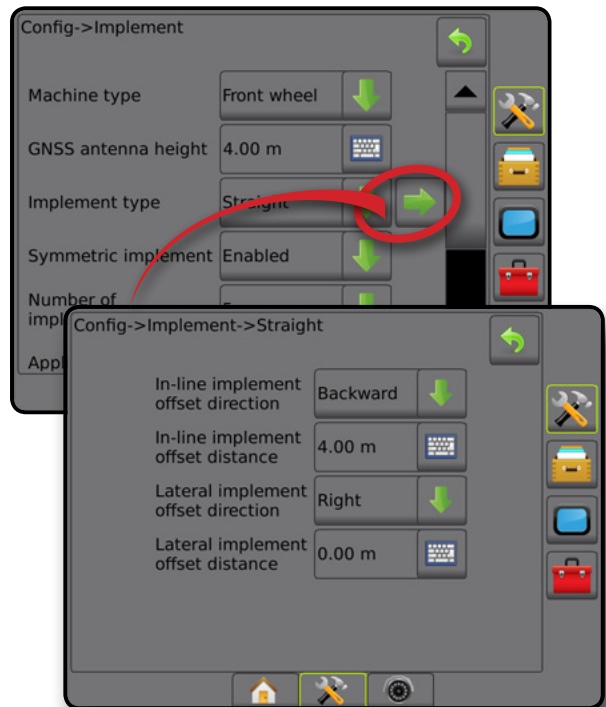 Config->Implement
Machine type Front wheel
GNSS antenna height 4.00 m
Implement type Straight
Symmetric implement Enabled
Number of
Config->Implement->Straight
In-line implement
offset direction Backward
In-line implement
offset distance 4.00 m
Lateral implement
offset direction Right
Lateral implement
offset distance 0.00 m